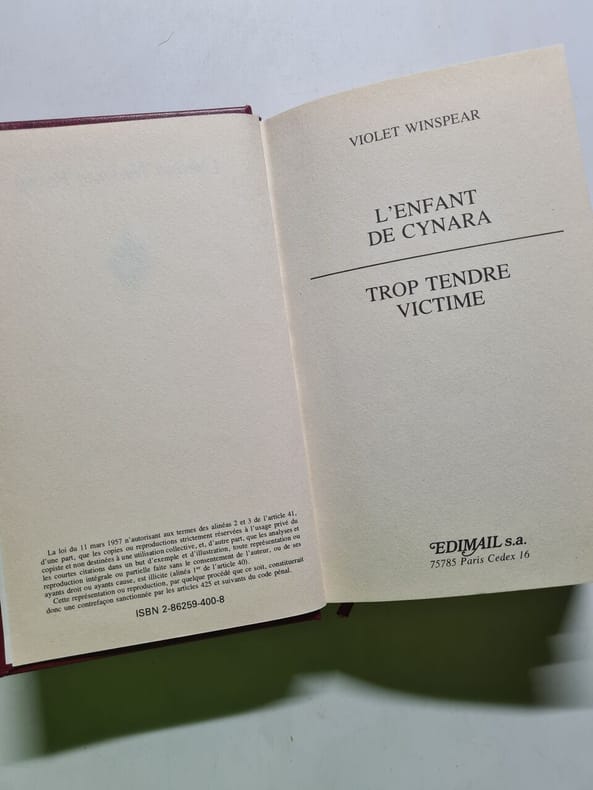 La loi du 11 mars 1957 n'autorisant aux termes des alinéas 2 et 3 de l'article 41,
d'une part, que les copies ou reproductions strictement réservées à l'usage privé du
copiste et non destinées à une utilisation collective, et, d'autre part, que les analyses et
les courtes citations dans un but d'exemple et d'illustration, toute représentation ou
reproduction intégrale ou partielle faite sans le consentement de l'auteur, ou de ses
ayants droit ou ayants cause, est illicite (alinéa 1er de l'article 40).
Cette représentation ou reproduction, par quelque procédé que ce soit, constituerait
donc une contrefaçon sanctionnée par les articles 425 et suivants du code pénal.
ISBN 2-86259-400-8
VIOLET WINSPEAR
L'ENFANT
DE CYNARA
TROP TENDRE
VICTIME
EDIMAIL s.a.
75785 Paris Cedex 16